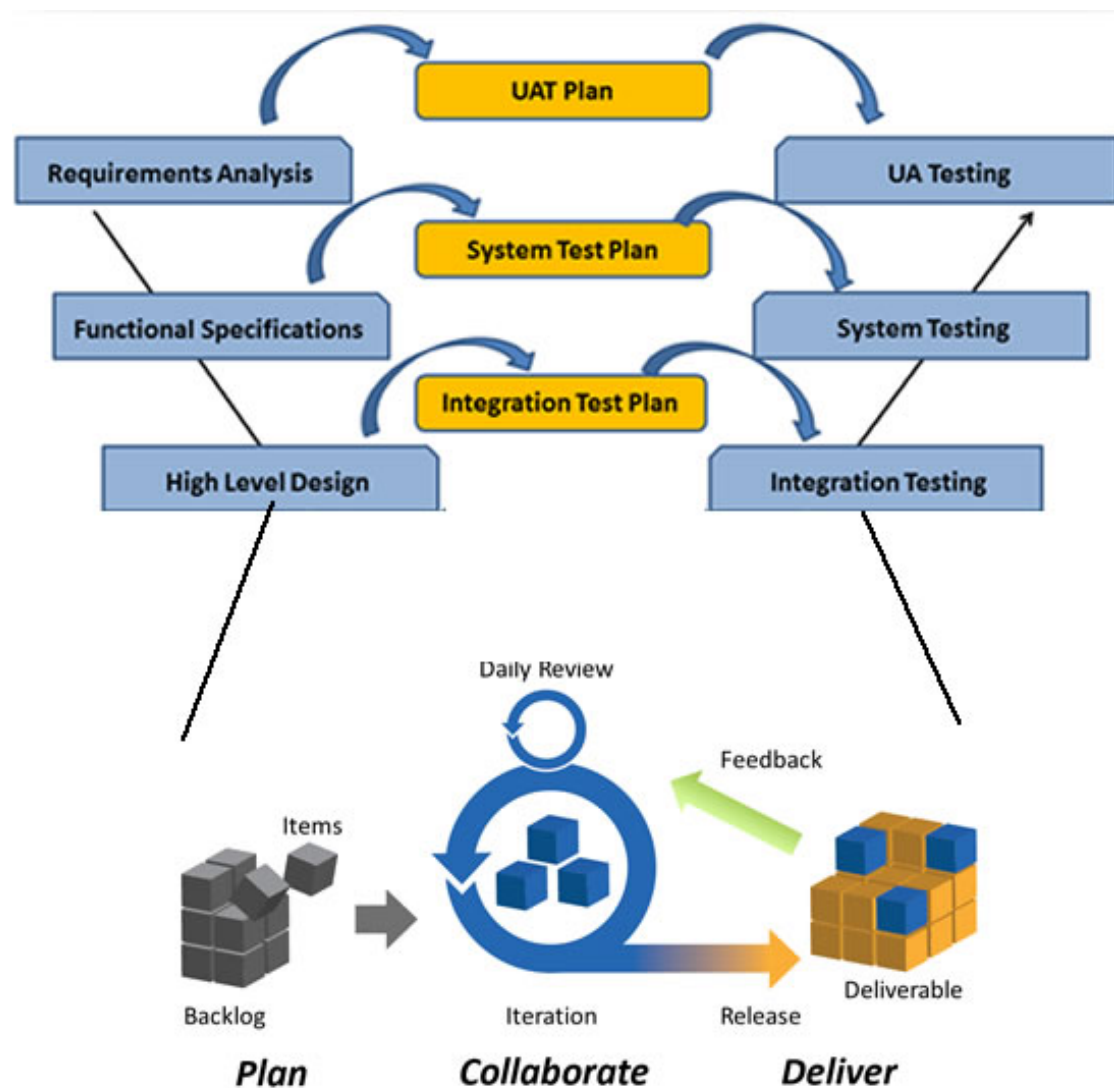 UAT Plan
Requirements Analysis
UA Testing
System Test Plan
Functional Specifications
System Testing
Integration Test Plan
High Level Design
Integration Testing
Daily Review
Feedback
Items
Backlog
Iteration
Release
Deliverable
Plan
Collaborate
Deliver